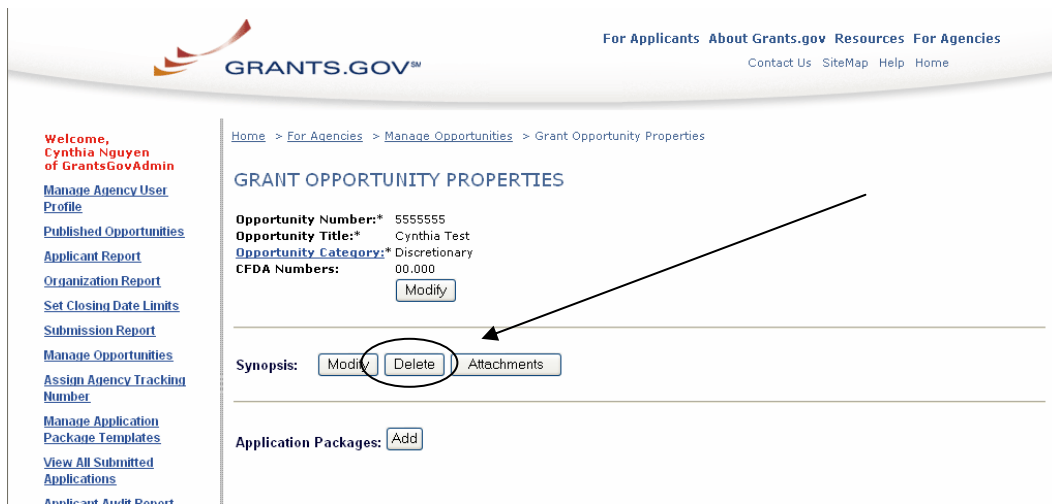 For Applicants About Grants.gov Resources For Agencies
GRANTS.GOV℠
Contact Us SiteMap Help Home
Welcome,
Cynthia Nguyen
of GrantsGovAdmin
Manage Agency User
Profile
Published Opportunities
Applicant Report
Organization Report
Set Closing Date Limits
Submission Report
Manage Opportunities
Assign Agency Tracking
Number
Manage Application
Package Templates
View All Submitted
Applications
Applicant Audit Report
Home > For Agencies > Manage Opportunities > Grant Opportunity Properties
GRANT OPPORTUNITY PROPERTIES
Opportunity Number:* 5555555
Opportunity Title:* Cynthia Test
Opportunity Category:* Discretionary
CFDA Numbers: 00.000
Modify
Synopsis: Modify Delete Attachments
Application Packages: Add